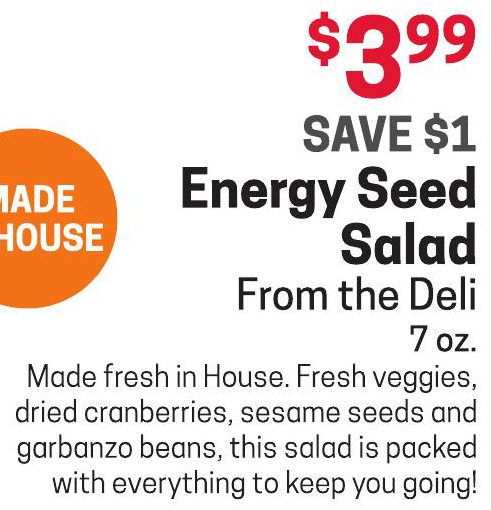 $3.99
SAVE $1
Energy Seed
Salad
From the Deli
7 oz.
MADE
HOUSE
Made fresh in House. Fresh veggies,
dried cranberries, sesame seeds and
garbanzo beans, this salad is packed
with everything to keep you going!